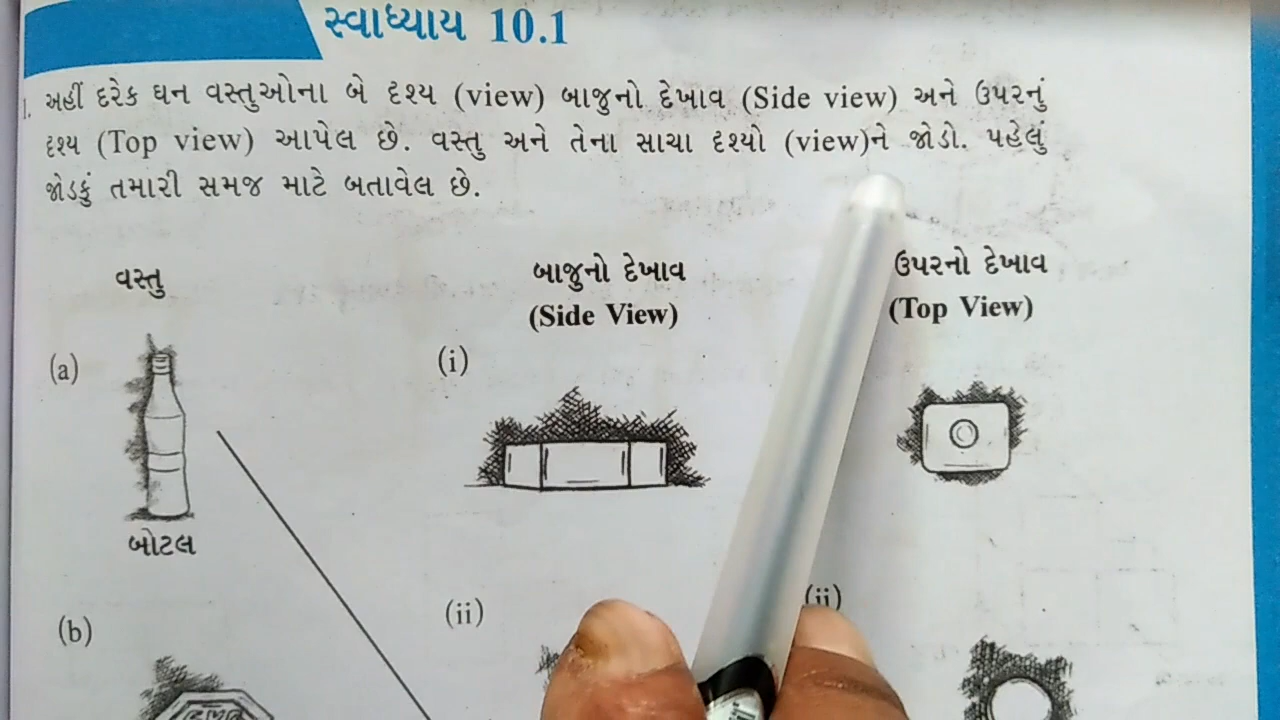 સ્વાધ્યાય 10.1
1. અહીં દરેક ઘન વસ્તુઓના બે દૃશ્ય (view) બાજુનો દેખાવ (Side view) અને ઉપરનું
દૃશ્ય (Top view) આપેલ છે. વસ્તુ અને તેના સાચા દૃશ્યો (view)ને જોડો. પહેલું
જોડકું તમારી સમજ માટે બતાવેલ છે.
વસ્તુ બાજુનો દેખાવ ઉપરનો દેખાવ
(Side View) (Top View)
(a) (i)
બોટલ
(b) (ii) (ii)